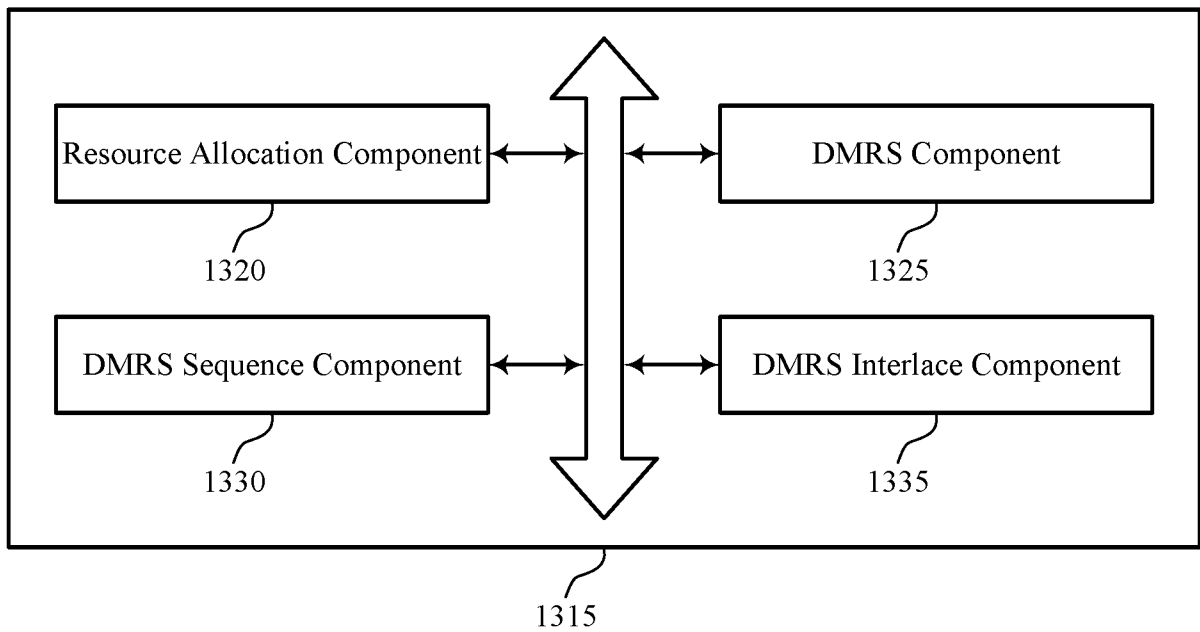 Resource Allocation Component
DMRS Component
1320
1325
DMRS Sequence Component
DMRS Interlace Component
1330
1335
1315